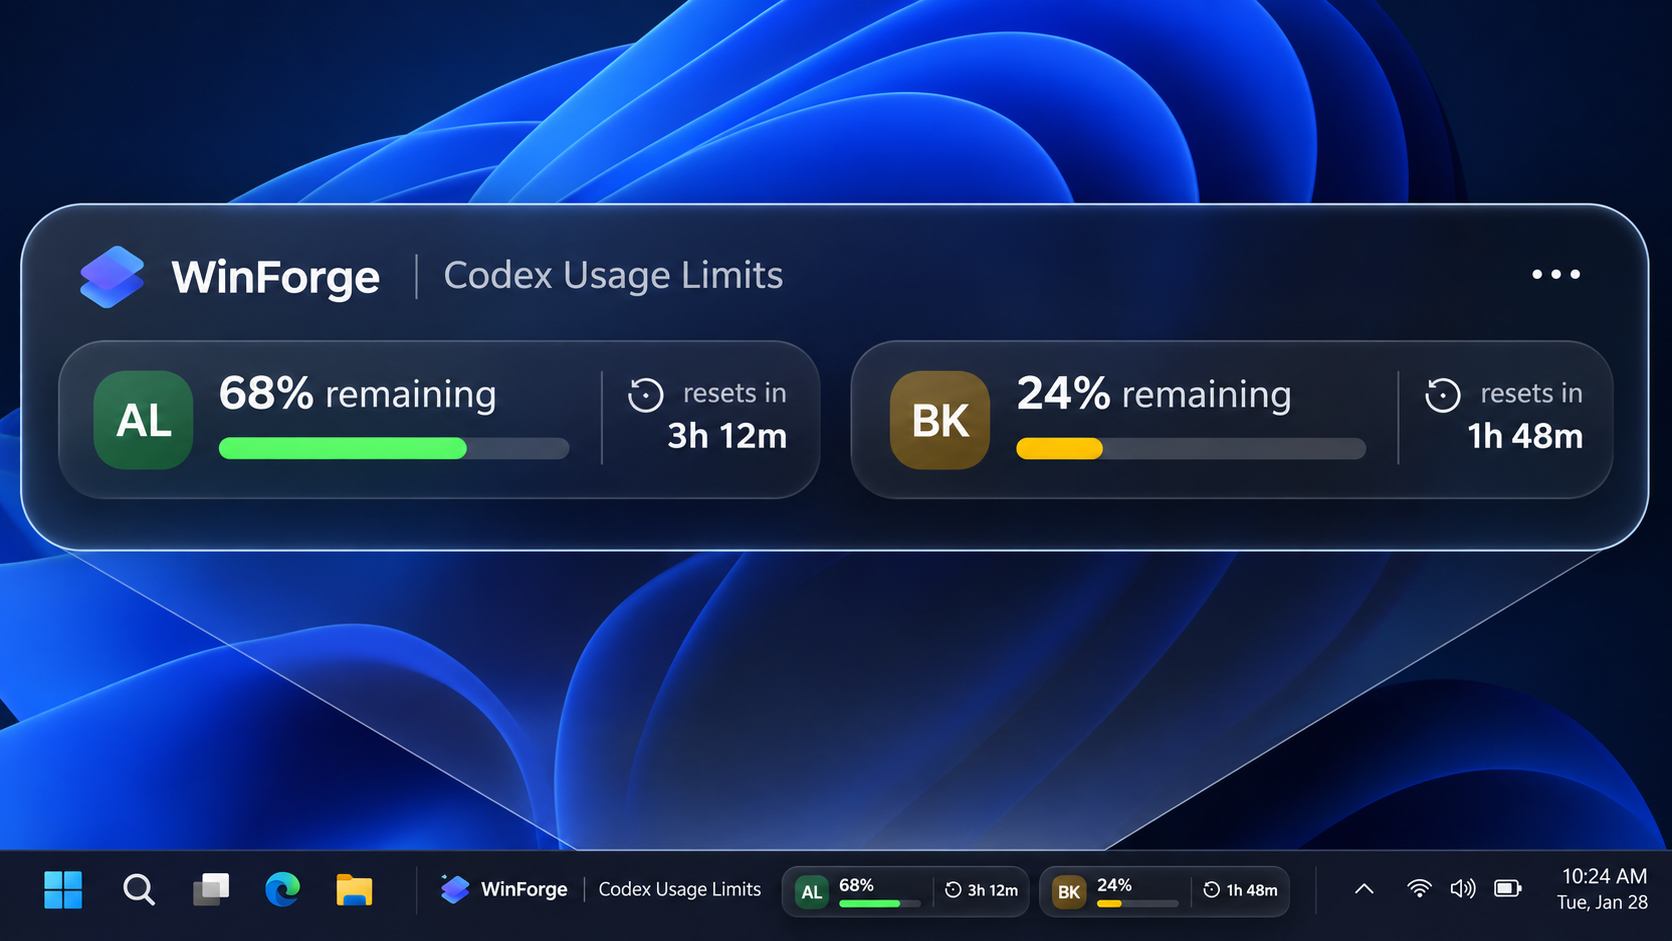 WinForge | Codex Usage Limits
AL 68% remaining resets in 3h 12m
BK 24% remaining resets in 1h 48m
WinForge | Codex Usage Limits
AL 68% 3h 12m
BK 24% 1h 48m
10:24 AM
Tue, Jan 28